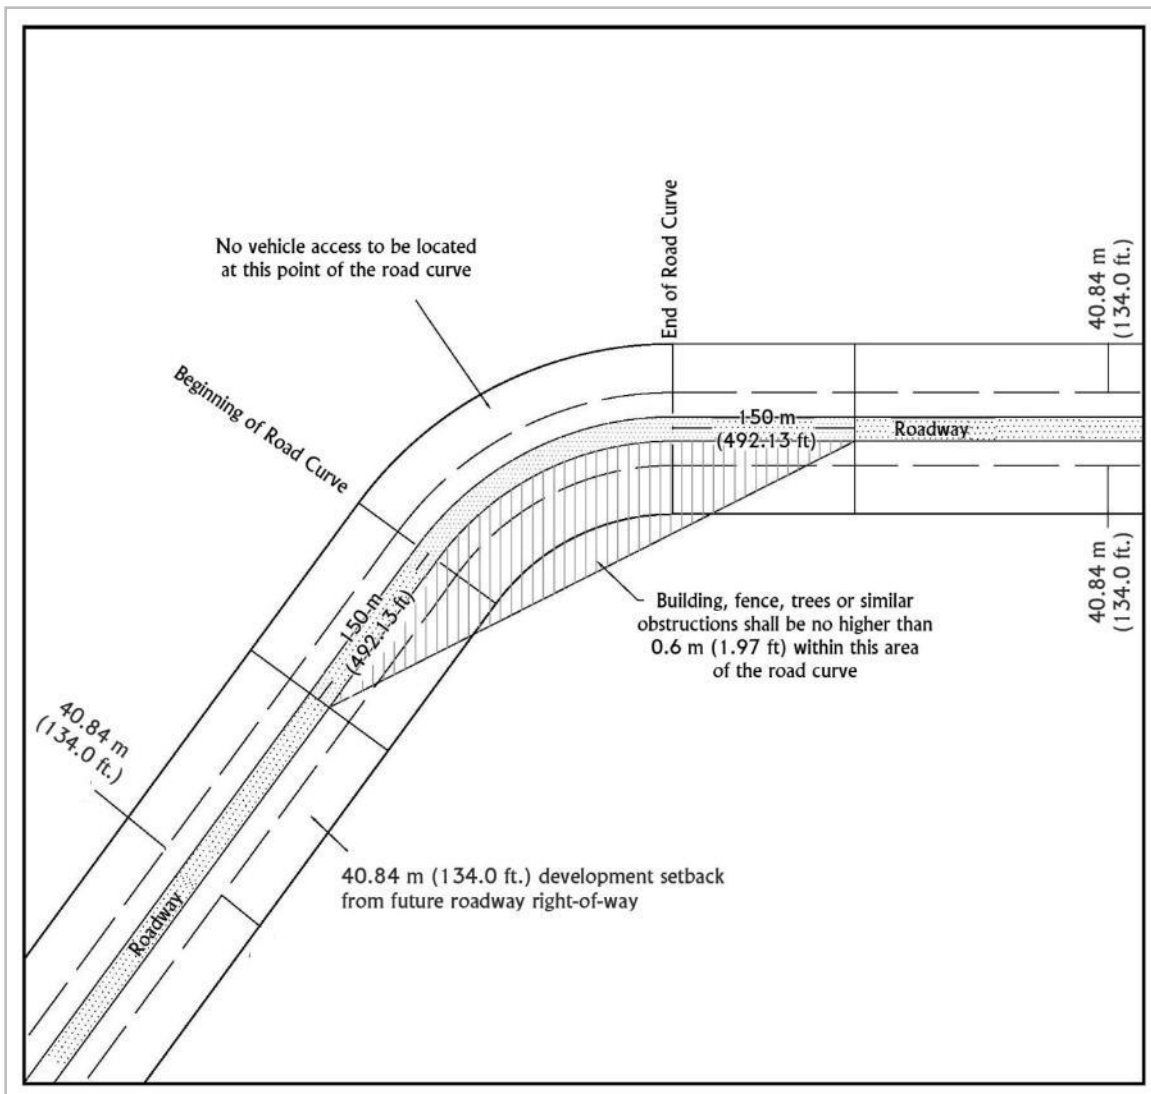 No vehicle access to be located
at this point of the road curve
End of Road Curve
40.84 m
(134.0 ft.)
Beginning of Road Curve
150 m
(492.13 ft)
Roadway
40.84 m
(134.0 ft.)
Building, fence, trees or similar
obstructions shall be no higher than
0.6 m (1.97 ft) within this area
of the road curve
150 m
(492.13 ft)
40.84 m
(134.0 ft.)
40.84 m (134.0 ft.) development setback
from future roadway right-of-way
Roadway